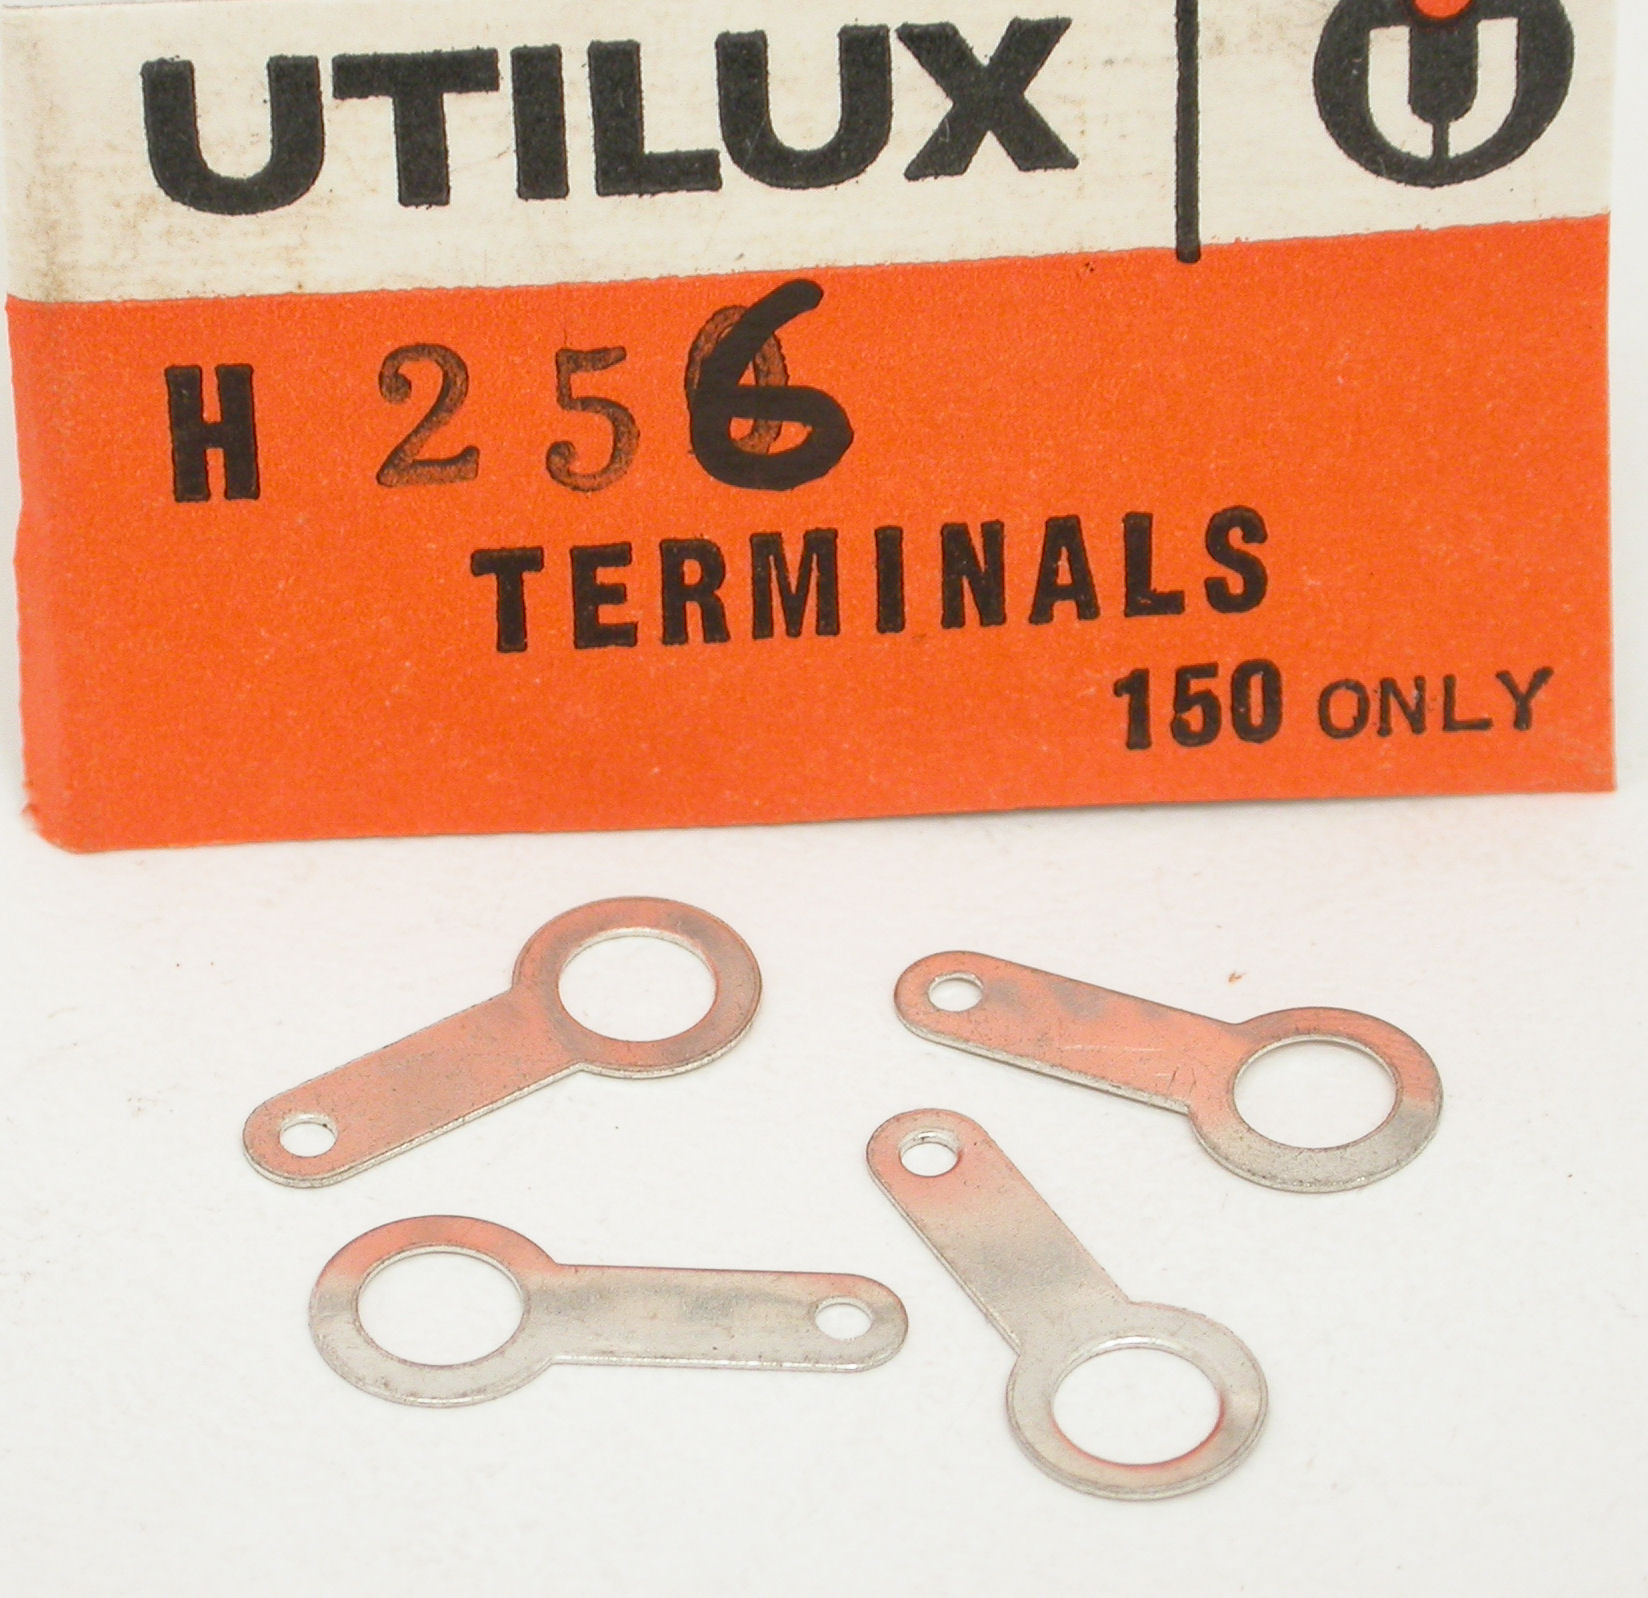 UTILUX
H 256
TERMINALS
150 ONLY